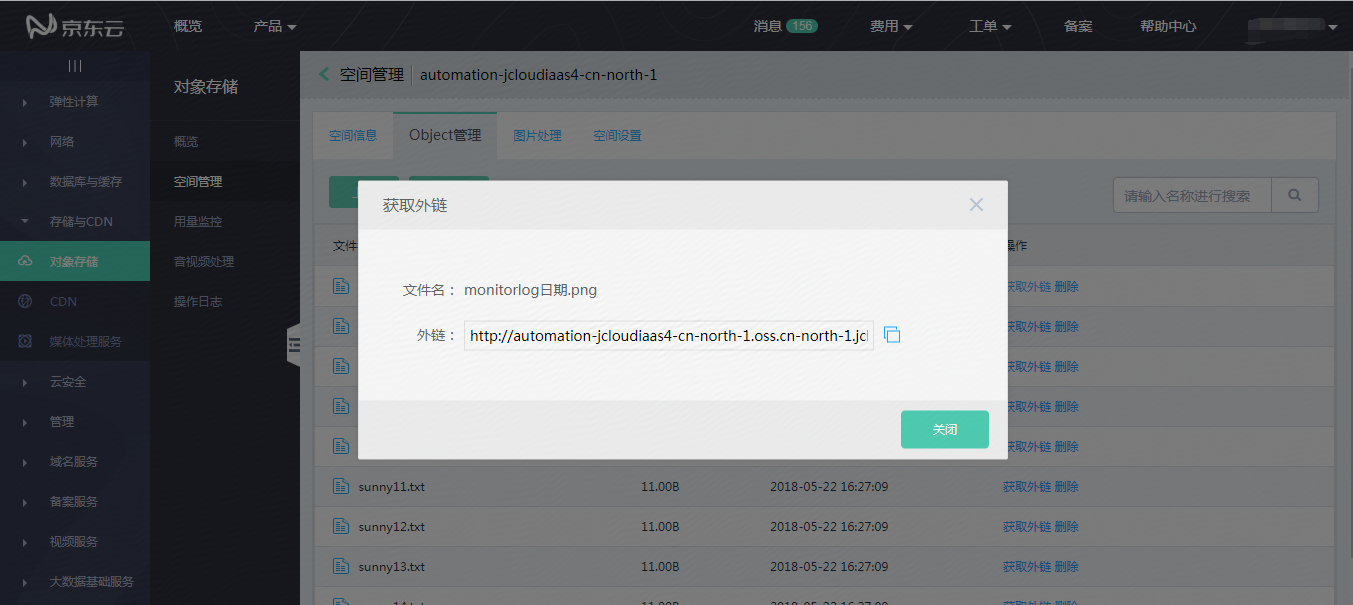 京东云 概览 产品 消息 156 费用 工单 备案 帮助中心
对象存储
空间管理 automation-jcloudiaas4-cn-north-1
弹性计算
网络
数据库与缓存
存储与CDN
对象存储
CDN
媒体处理服务
云安全
管理
域名服务
备案服务
视频服务
大数据基础服务
概览
空间管理
用量监控
音视频处理
操作日志
空间信息 Object管理 图片处理 空间设置
请输入名称进行搜索
文件
操作
获取外链
文件名： monitorlog日期.png
外链： http://automation-jcloudiaas4-cn-north-1.oss.cn-north-1.jcl
关闭
获取外链 删除
获取外链 删除
获取外链 删除
获取外链 删除
获取外链 删除
sunny11.txt 11.00B 2018-05-22 16:27:09 获取外链 删除
sunny12.txt 11.00B 2018-05-22 16:27:09 获取外链 删除
sunny13.txt 11.00B 2018-05-22 16:27:09 获取外链 删除